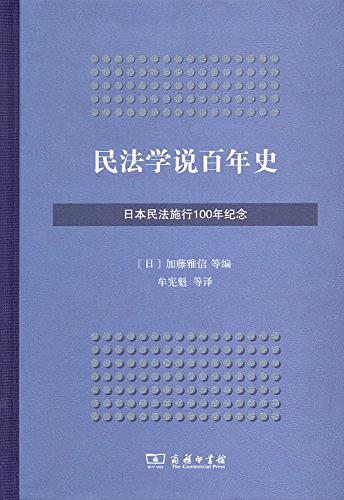 民法学说百年史
日本民法施行100年纪念
〔日〕加藤雅信 等编
牟宪魁 等译
商务印书馆
The Commercial Press